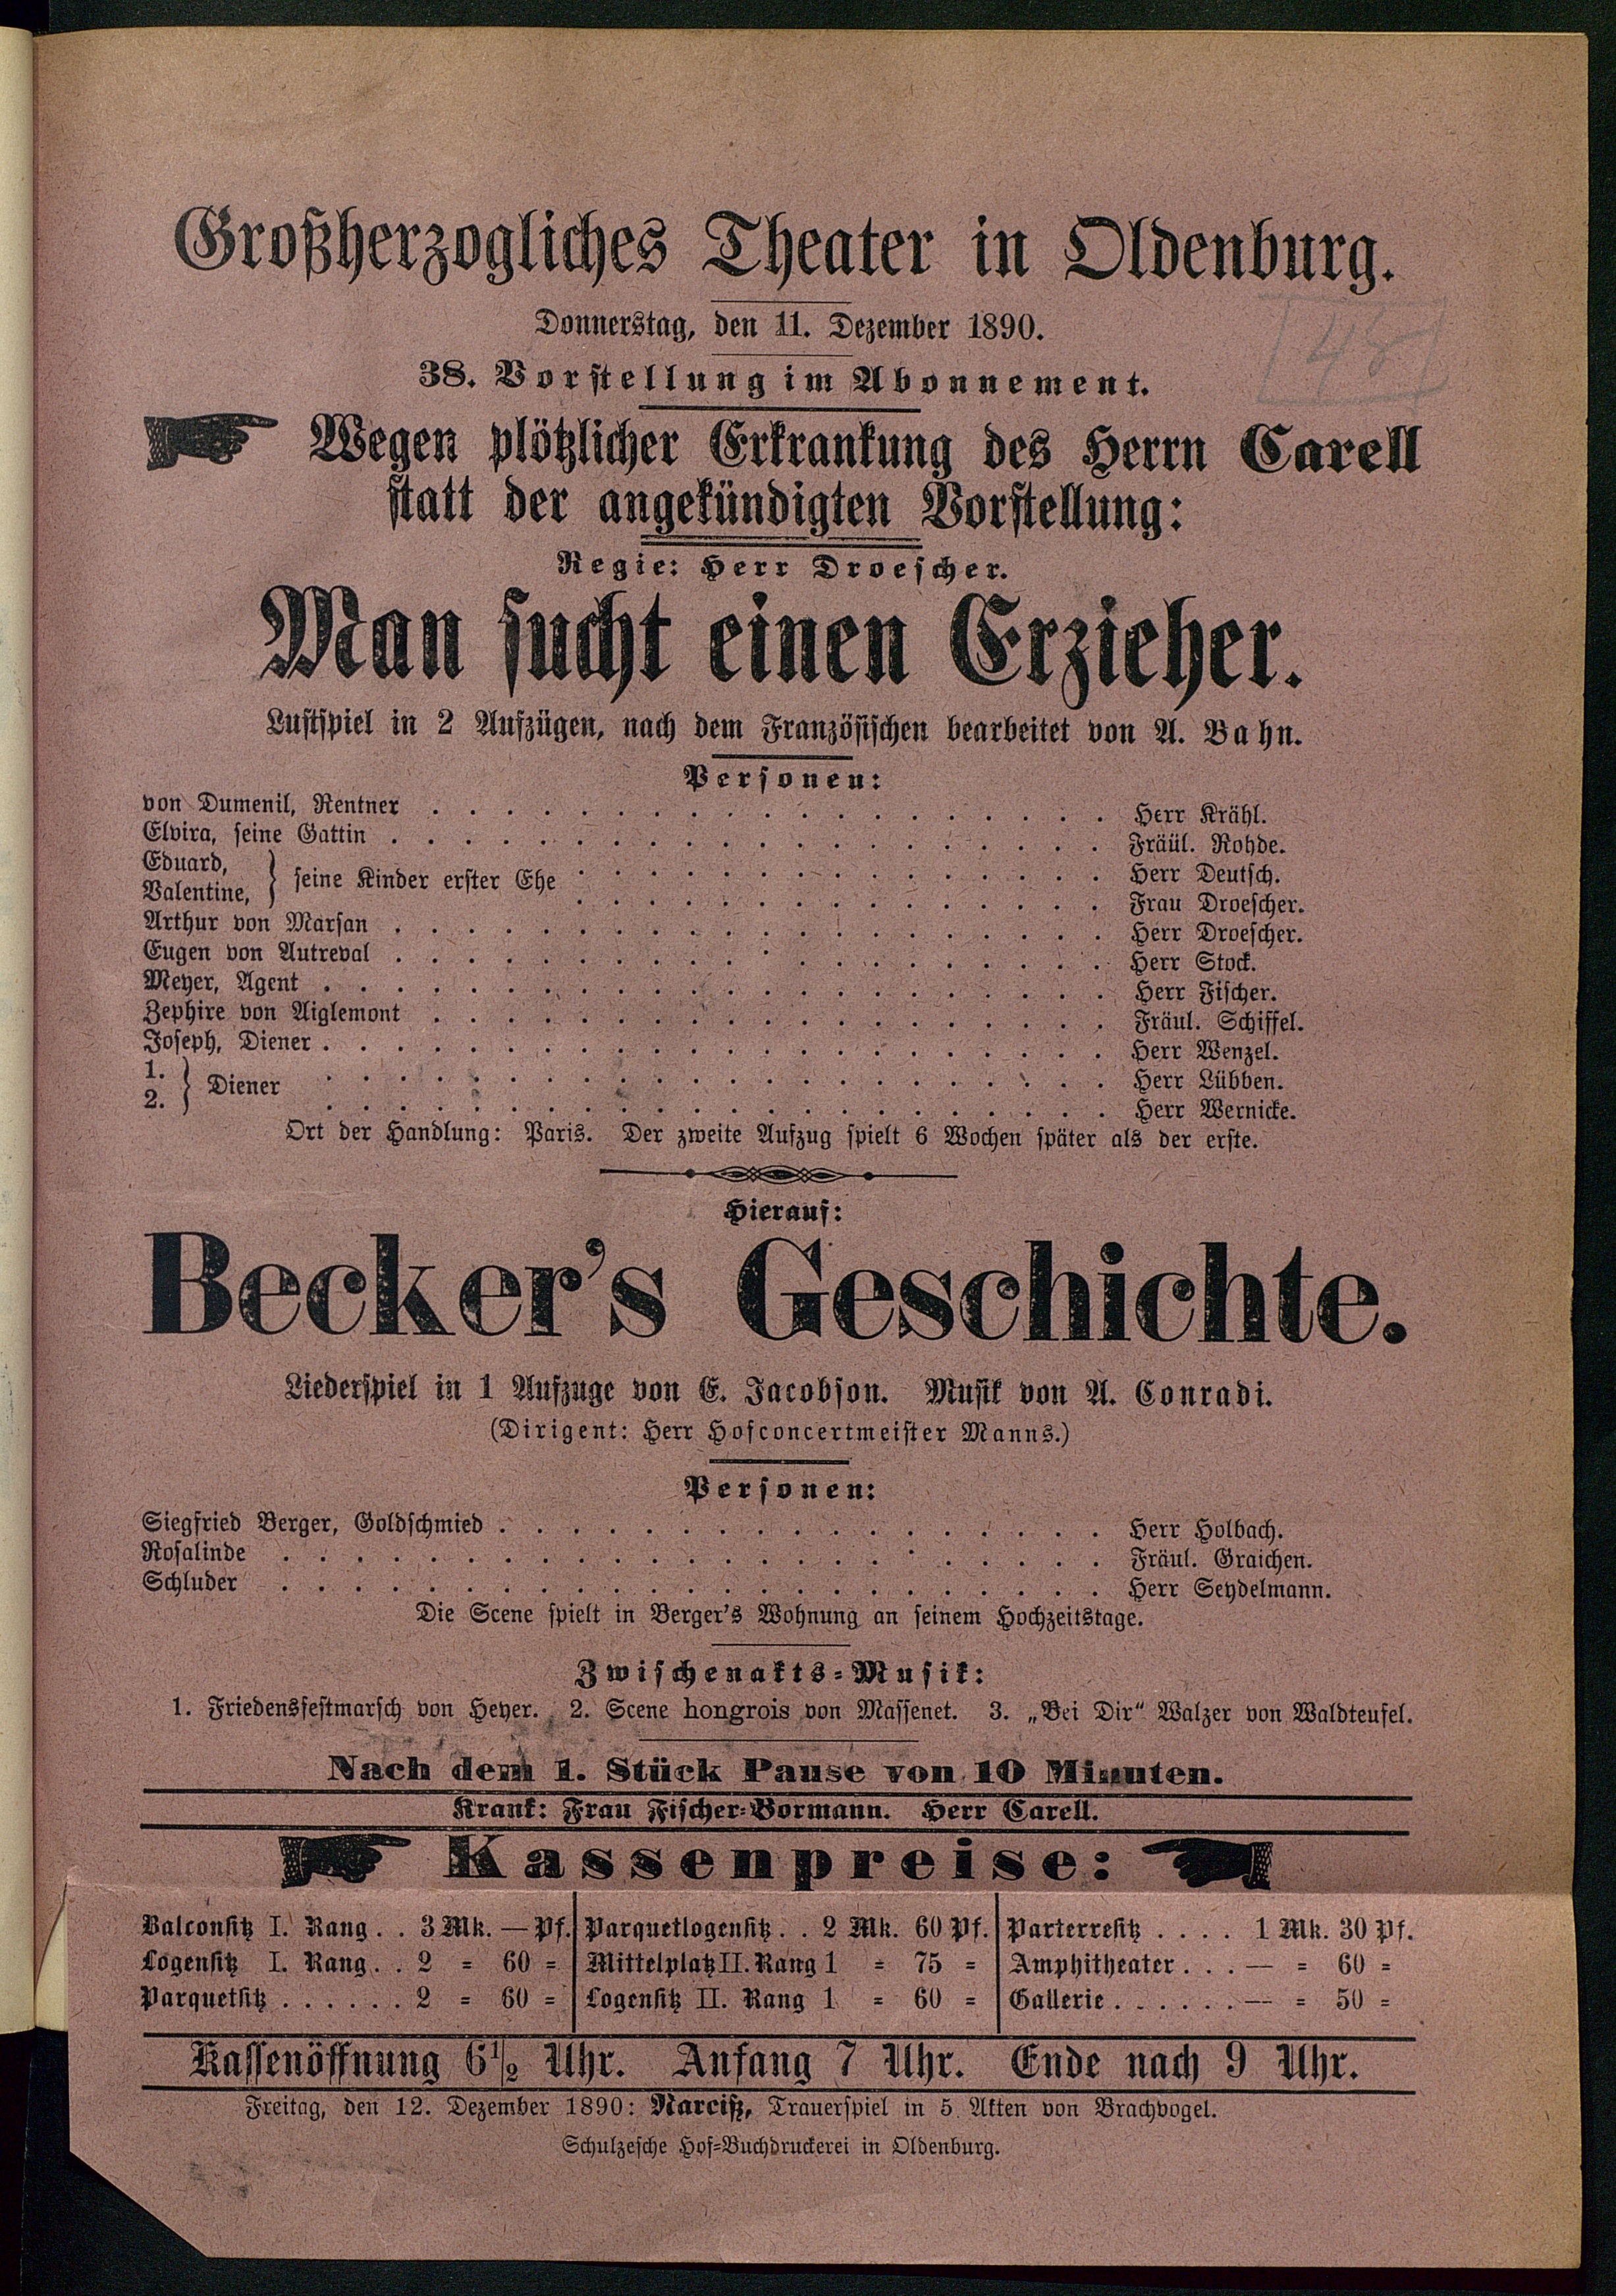 Großherzogliches Theater in Oldenburg.
Donnerstag, den 11. Dezember 1890.
38. Vorstellung im Abonnement.
Wegen plötzlicher Erkrankung des Herrn Carell
statt der angekündigten Vorstellung:
Regie: Herr Droescher.
Man sucht einen Erzieher.
Lustspiel in 2 Aufzügen, nach dem Französischen bearbeitet von A. Bahn.
Personen:
von Dumenil, Rentner . . . . . . . . . . . . . . . . . . . Herr Krähl.
Elvira, seine Gattin . . . . . . . . . . . . . . . . . . . . Fräül. Rohde.
Eduard, } seine Kinder erster Ehe . . . . . . . . . . . . . . . Herr Deutsch.
Valentine, } . . . . . . . . . . . . . . . Frau Droescher.
Arthur von Marsan . . . . . . . . . . . . . . . . . . . . Herr Droescher.
Eugen von Autreval . . . . . . . . . . . . . . . . . . . . Herr Stock.
Meyer, Agent . . . . . . . . . . . . . . . . . . . . . . Herr Fischer.
Zephire von Aiglemont . . . . . . . . . . . . . . . . . . . Fräul. Schiffel.
Joseph, Diener . . . . . . . . . . . . . . . . . . . . . . Herr Wenzel.
1. } Diener . . . . . . . . . . . . . . . . . . . . . . Herr Lübben.
2. } . . . . . . . . . . . . . . . . . . . . . . Herr Wernicke.
Ort der Handlung: Paris. Der zweite Aufzug spielt 6 Wochen später als der erste.
Hierauf:
Becker's Geschichte.
Liederspiel in 1 Aufzuge von E. Jacobson. Musik von A. Conradi.
(Dirigent: Herr Hofconcertmeister Manns.)
Personen:
Siegfried Berger, Goldschmied . . . . . . . . . . . . . . . . . Herr Holbach.
Rosalinde . . . . . . . . . . . . . . . . . . . . . . . Fräul. Graichen.
Schluder . . . . . . . . . . . . . . . . . . . . . . . Herr Seydelmann.
Die Scene spielt in Berger's Wohnung an seinem Hochzeitstage.
Zwischenakts-Musik:
1. Friedensfestmarsch von Heyer. 2. Scene hongrois von Massenet. 3. „Bei Dir“ Walzer von Waldteufel.
Nach dem 1. Stück Pause von 10 Minuten.
Krank: Frau Fischer-Bormann. Herr Carell.
Kassenpreise:
Balconsitz I. Rang . . 3 Mk. — Pf. Parquetlogensitz . . 2 Mk. 60 Pf. Parterresitz . . . . 1 Mk. 30 Pf.
Logensitz I. Rang . . 2 = 60 = Mittelplatz II. Rang 1 = 75 = Amphitheater . . . — = 60 =
Parquetsitz . . . . . . 2 = 60 = Logensitz II. Rang 1 = 60 = Gallerie . . . . . . — = 50 =
Kassenöffnung 6½ Uhr. Anfang 7 Uhr. Ende nach 9 Uhr.
Freitag, den 12. Dezember 1890: Narciß, Trauerspiel in 5 Akten von Brachvogel.
Schulzesche Hof-Buchdruckerei in Oldenburg.